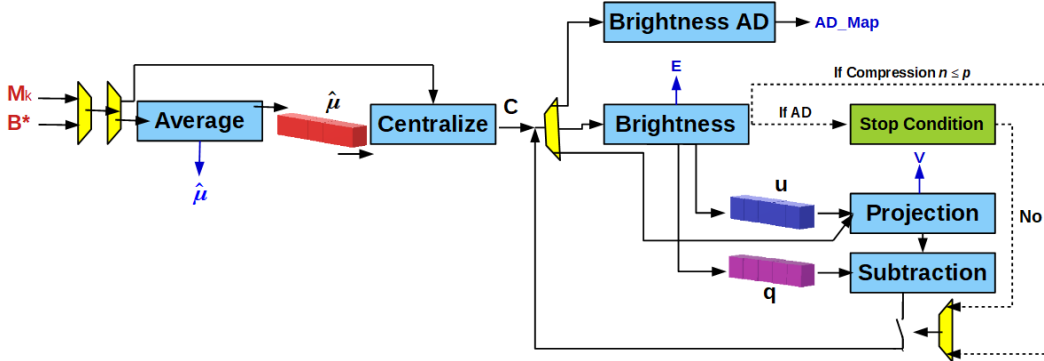 Brightness AD
AD_Map
E
If Compression n ≤ p
Mk
B*
μ̂
C
Average
Centralize
Brightness
If AD
Stop Condition
μ̂
V
u
Projection
No
Subtraction
q